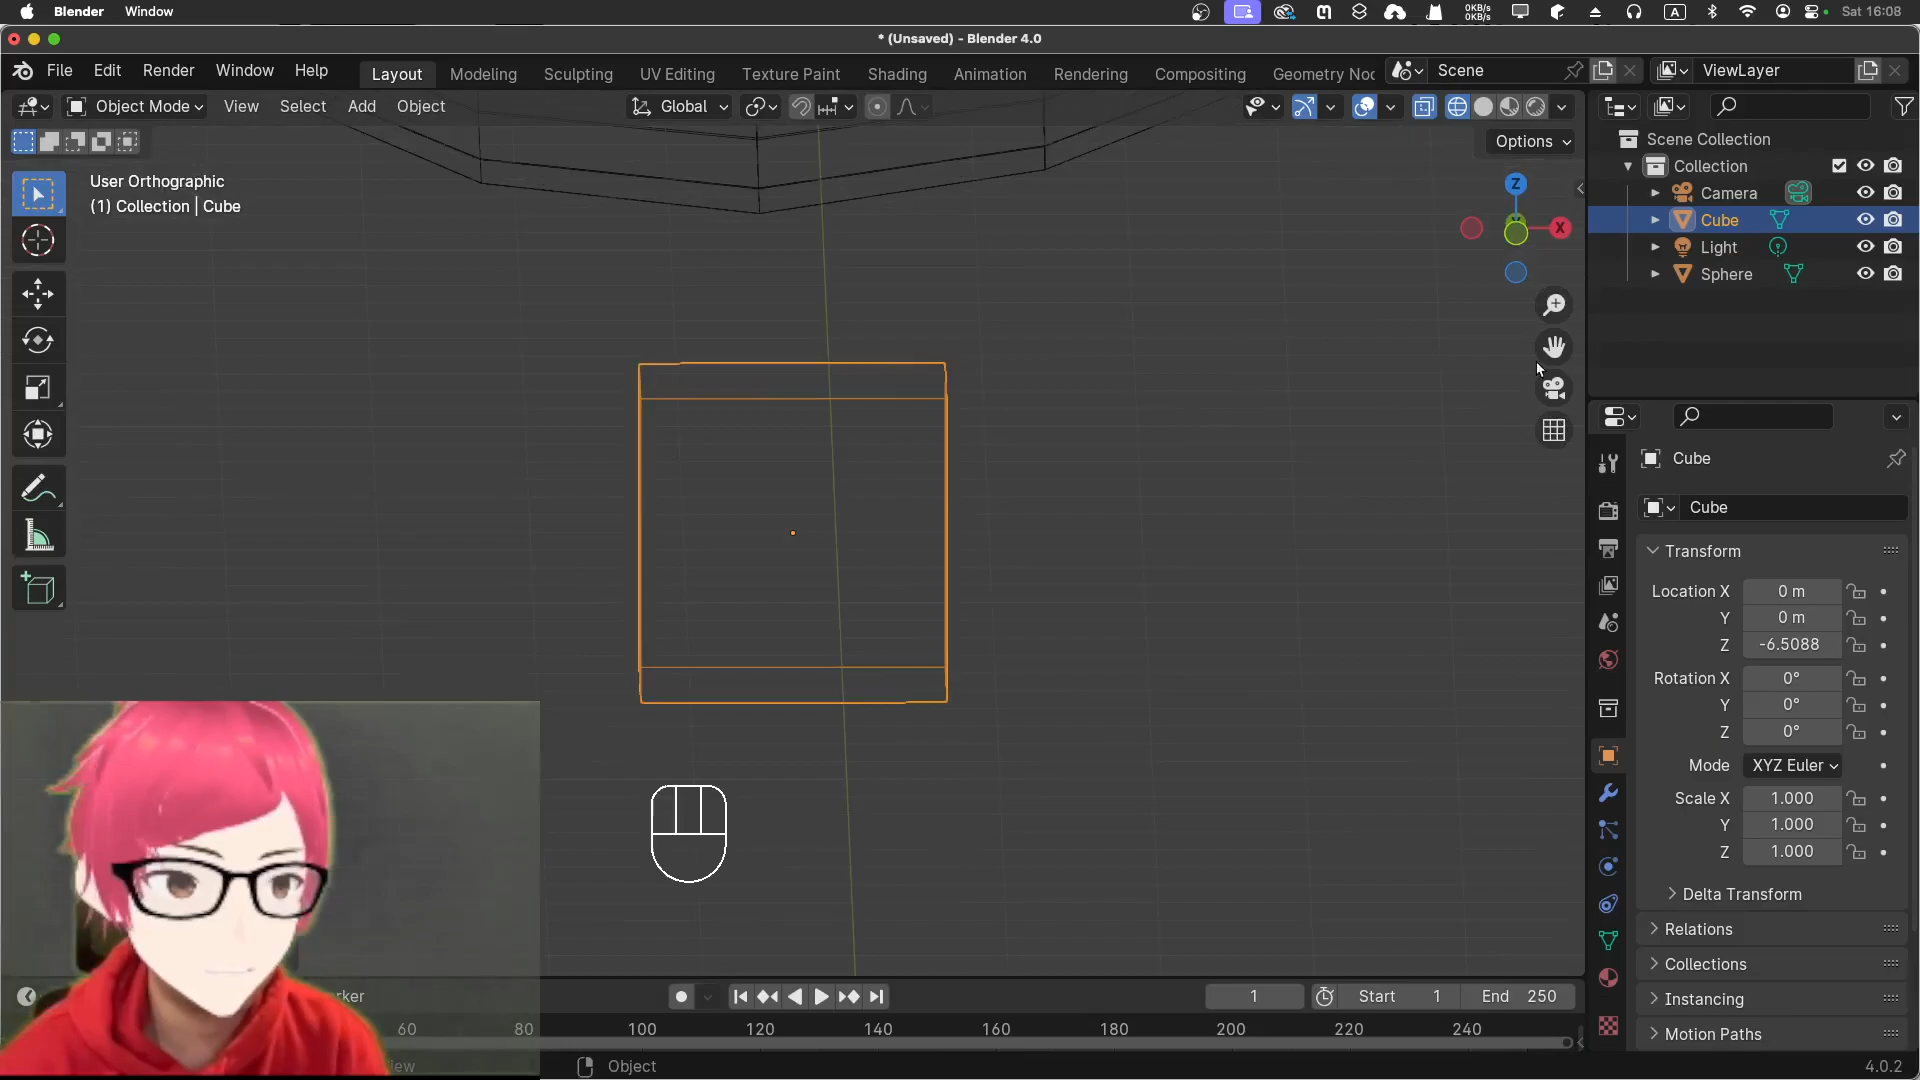 Blender Window
0KB/s
0KB/s
A
Sat 16:08
* (Unsaved) - Blender 4.0
File Edit Render Window Help
Layout Modeling Sculpting UV Editing Texture Paint Shading Animation Rendering Compositing Geometry Noc
Scene
ViewLayer
Object Mode View Select Add Object
Global
Options
User Orthographic
(1) Collection | Cube
Z
X
Scene Collection
Collection
Camera
Cube
Light
Sphere
Cube
Cube
Transform
Location X 0 m
Y 0 m
Z -6.5088
Rotation X 0°
Y 0°
Z 0°
Mode XYZ Euler
Scale X 1.000
Y 1.000
Z 1.000
Delta Transform
Relations
Collections
Instancing
Motion Paths
rker
1
Start 1
End 250
60 80 100 120 140 160 180 200 220 240
ew
Object
4.0.2